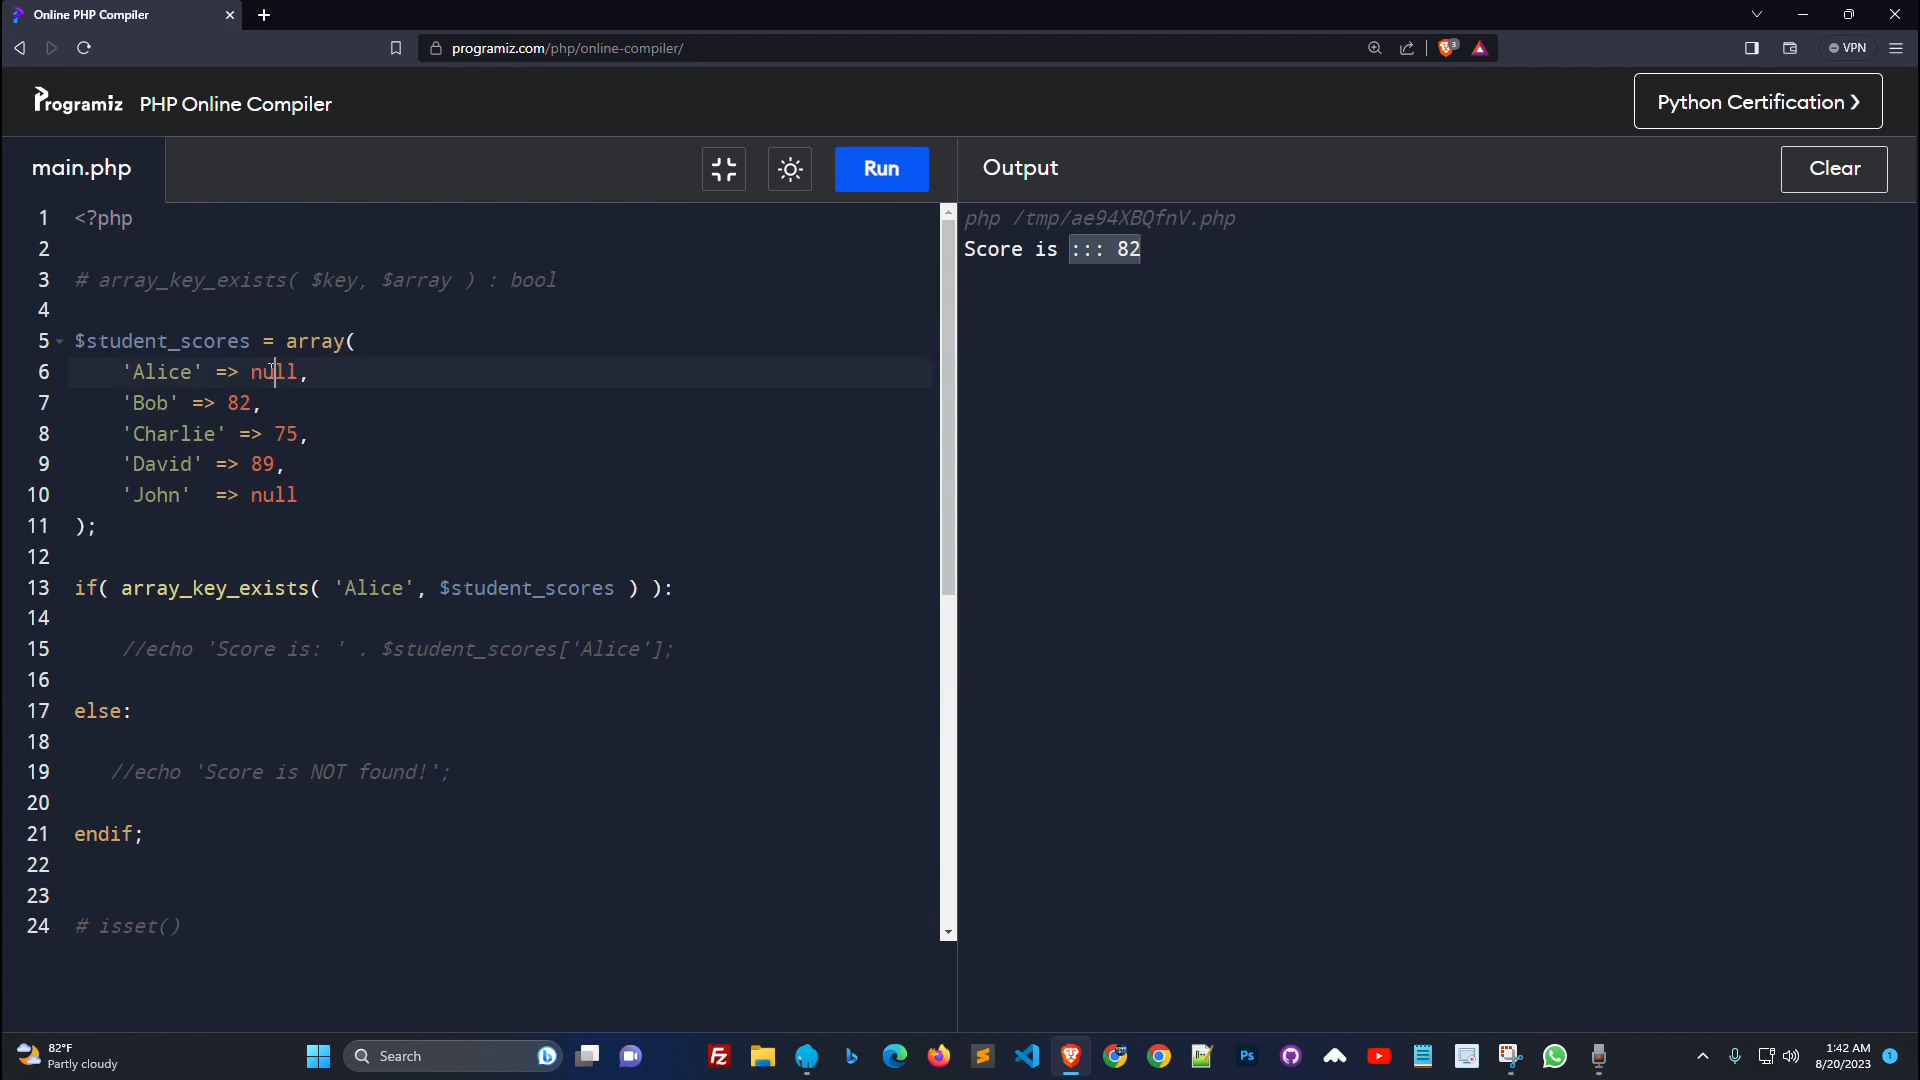 Online PHP Compiler
programiz.com/php/online-compiler/
3
VPN
Programiz PHP Online Compiler
Python Certification ❯
main.php
Run
Output
Clear
1 <?php
2
3 # array_key_exists( $key, $array ) : bool
4
5 $student_scores = array(
6 'Alice' => null,
7 'Bob' => 82,
8 'Charlie' => 75,
9 'David' => 89,
10 'John'  => null
11 );
12
13 if( array_key_exists( 'Alice', $student_scores ) ):
14
15 //echo 'Score is: ' . $student_scores['Alice'];
16
17 else:
18
19 //echo 'Score is NOT found!';
20
21 endif;
22
23
24 # isset()
php /tmp/ae94XBQfnV.php
Score is ::: 82
82°F
Partly cloudy
Search
Fz
Ps
1:42 AM
8/20/2023
1